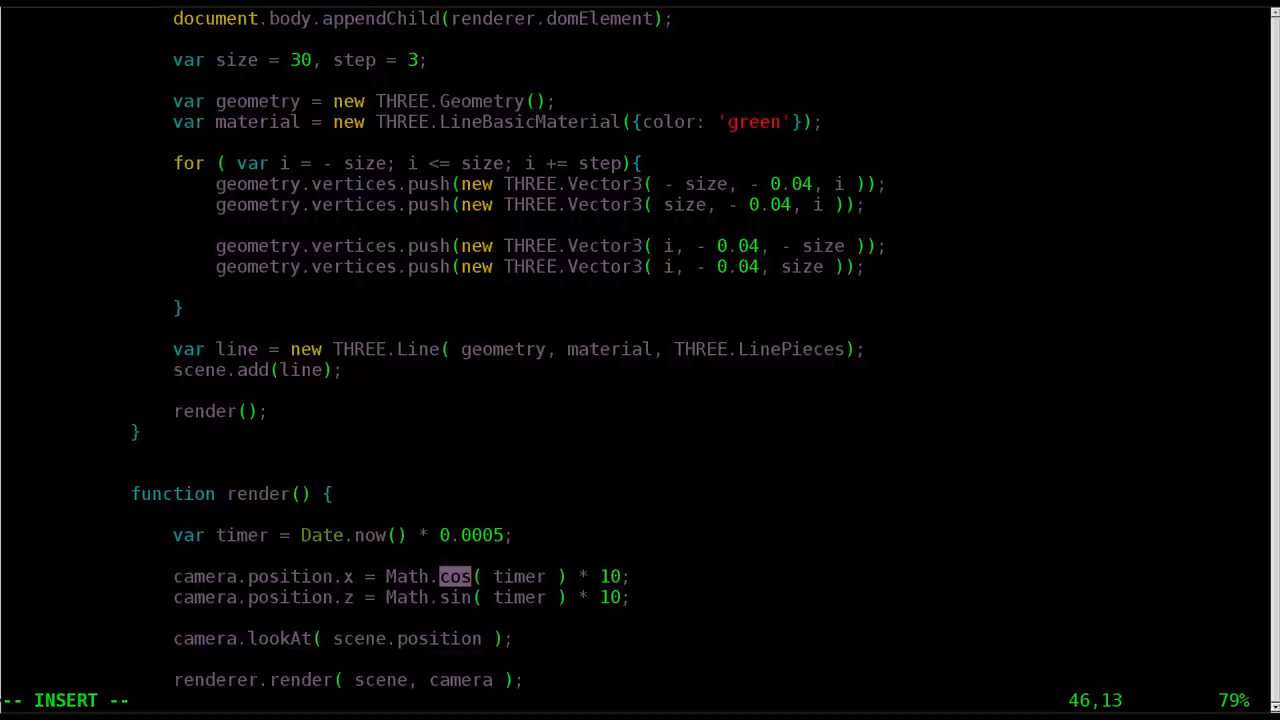 document.body.appendChild(renderer.domElement);
var size = 30, step = 3;
var geometry = new THREE.Geometry();
var material = new THREE.LineBasicMaterial({color: 'green'});
for ( var i = - size; i <= size; i += step){
geometry.vertices.push(new THREE.Vector3( - size, - 0.04, i ));
geometry.vertices.push(new THREE.Vector3( size, - 0.04, i ));
geometry.vertices.push(new THREE.Vector3( i, - 0.04, - size ));
geometry.vertices.push(new THREE.Vector3( i, - 0.04, size ));
}
var line = new THREE.Line( geometry, material, THREE.LinePieces);
scene.add(line);
render();
}
function render() {
var timer = Date.now() * 0.0005;
camera.position.x = Math.cos( timer ) * 10;
camera.position.z = Math.sin( timer ) * 10;
camera.lookAt( scene.position );
renderer.render( scene, camera );
-- INSERT -- 46,13 79%